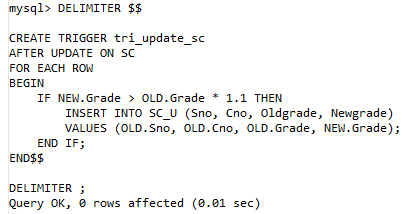 mysql> DELIMITER $$
CREATE TRIGGER tri_update_sc
AFTER UPDATE ON SC
FOR EACH ROW
BEGIN
    IF NEW.Grade > OLD.Grade * 1.1 THEN
        INSERT INTO SC_U (Sno, Cno, Oldgrade, Newgrade)
        VALUES (OLD.Sno, OLD.Cno, OLD.Grade, NEW.Grade);
    END IF;
END$$
DELIMITER ;
Query OK, 0 rows affected (0.01 sec)